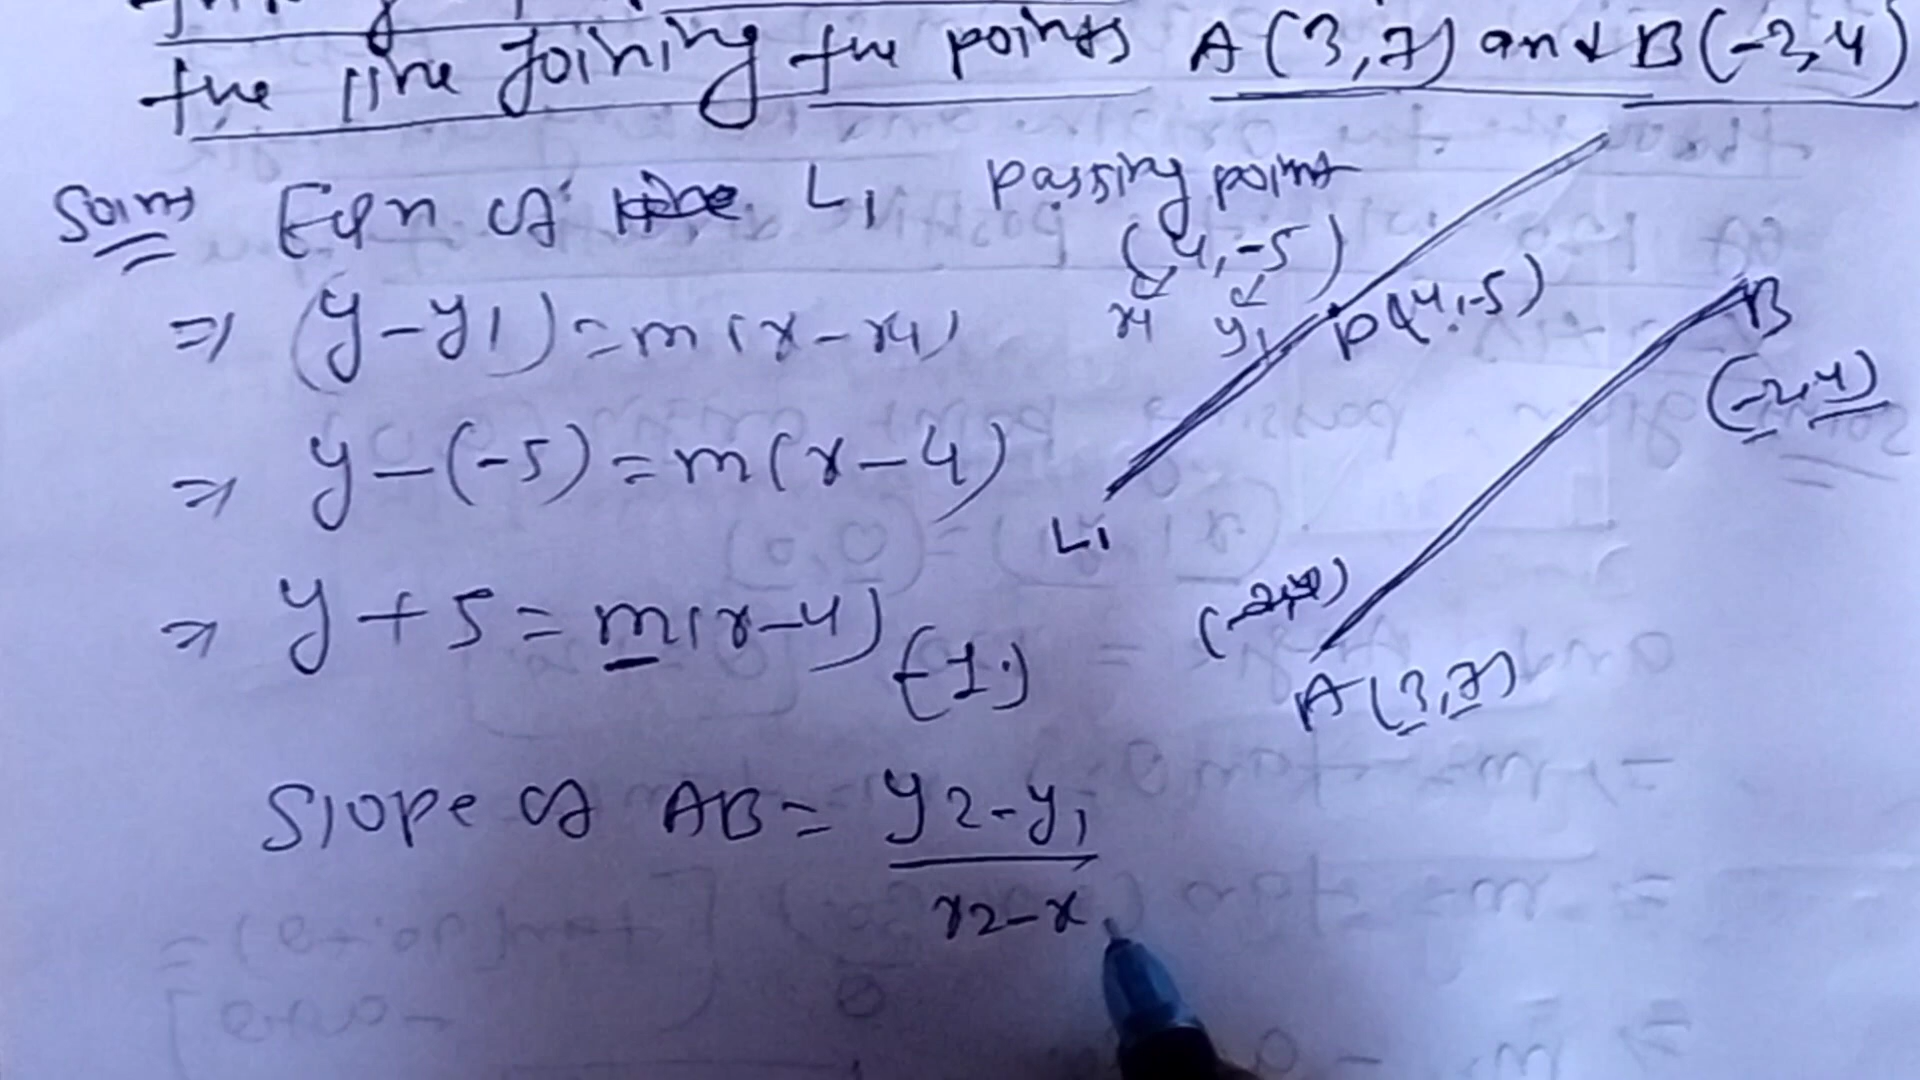 the line joining the points A(3,7) and B(-2,4)
Soln Eqn of line L1 passing point
(4,-5)
x1 y1
⇒ (y-y1)=m(x-x1)
P(4,-5)
B
(-2,4)
⇒ y-(-5)=m(x-4)
L1
⇒ y+5=m(x-4) (1)
A(3,7)
Slope of AB = y2-y1
x2-x